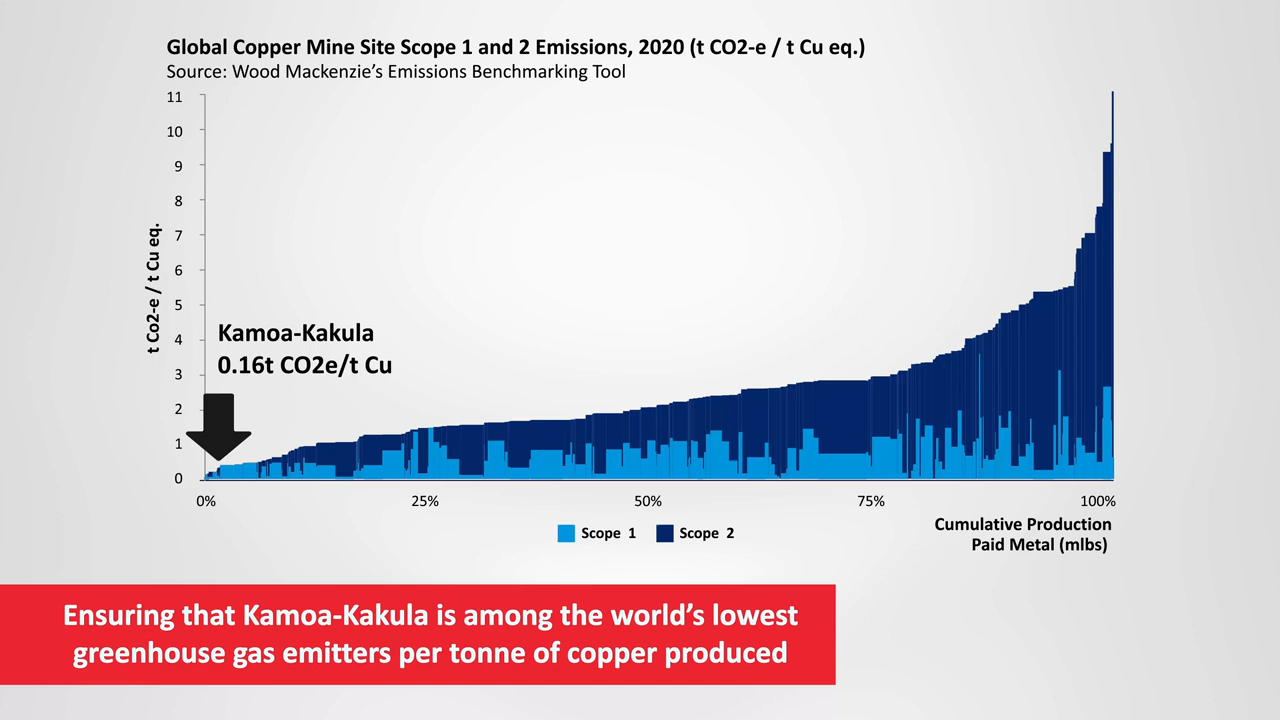 Global Copper Mine Site Scope 1 and 2 Emissions, 2020 (t CO2-e / t Cu eq.)
Source: Wood Mackenzie’s Emissions Benchmarking Tool
11
10
9
8
7
6
5
4
3
2
1
0
t Co2-e / t Cu eq.
Kamoa-Kakula
0.16t CO2e/t Cu
0% 25% 50% 75% 100%
Cumulative Production
Paid Metal (mlbs)
Scope 1 Scope 2
Ensuring that Kamoa-Kakula is among the world’s lowest
greenhouse gas emitters per tonne of copper produced